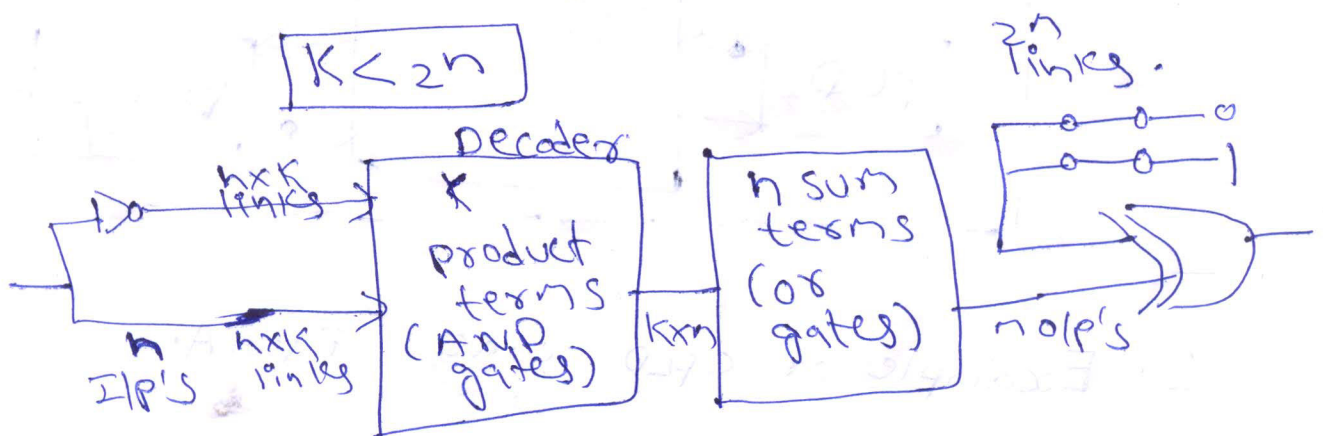 K < 2n
2n
links.
Decoder
0
1
n x K
links
K
product
terms
(AND
gates)
n sum
terms
(or
gates)
n
I/p's
n x K
links
K x n
n o/p's